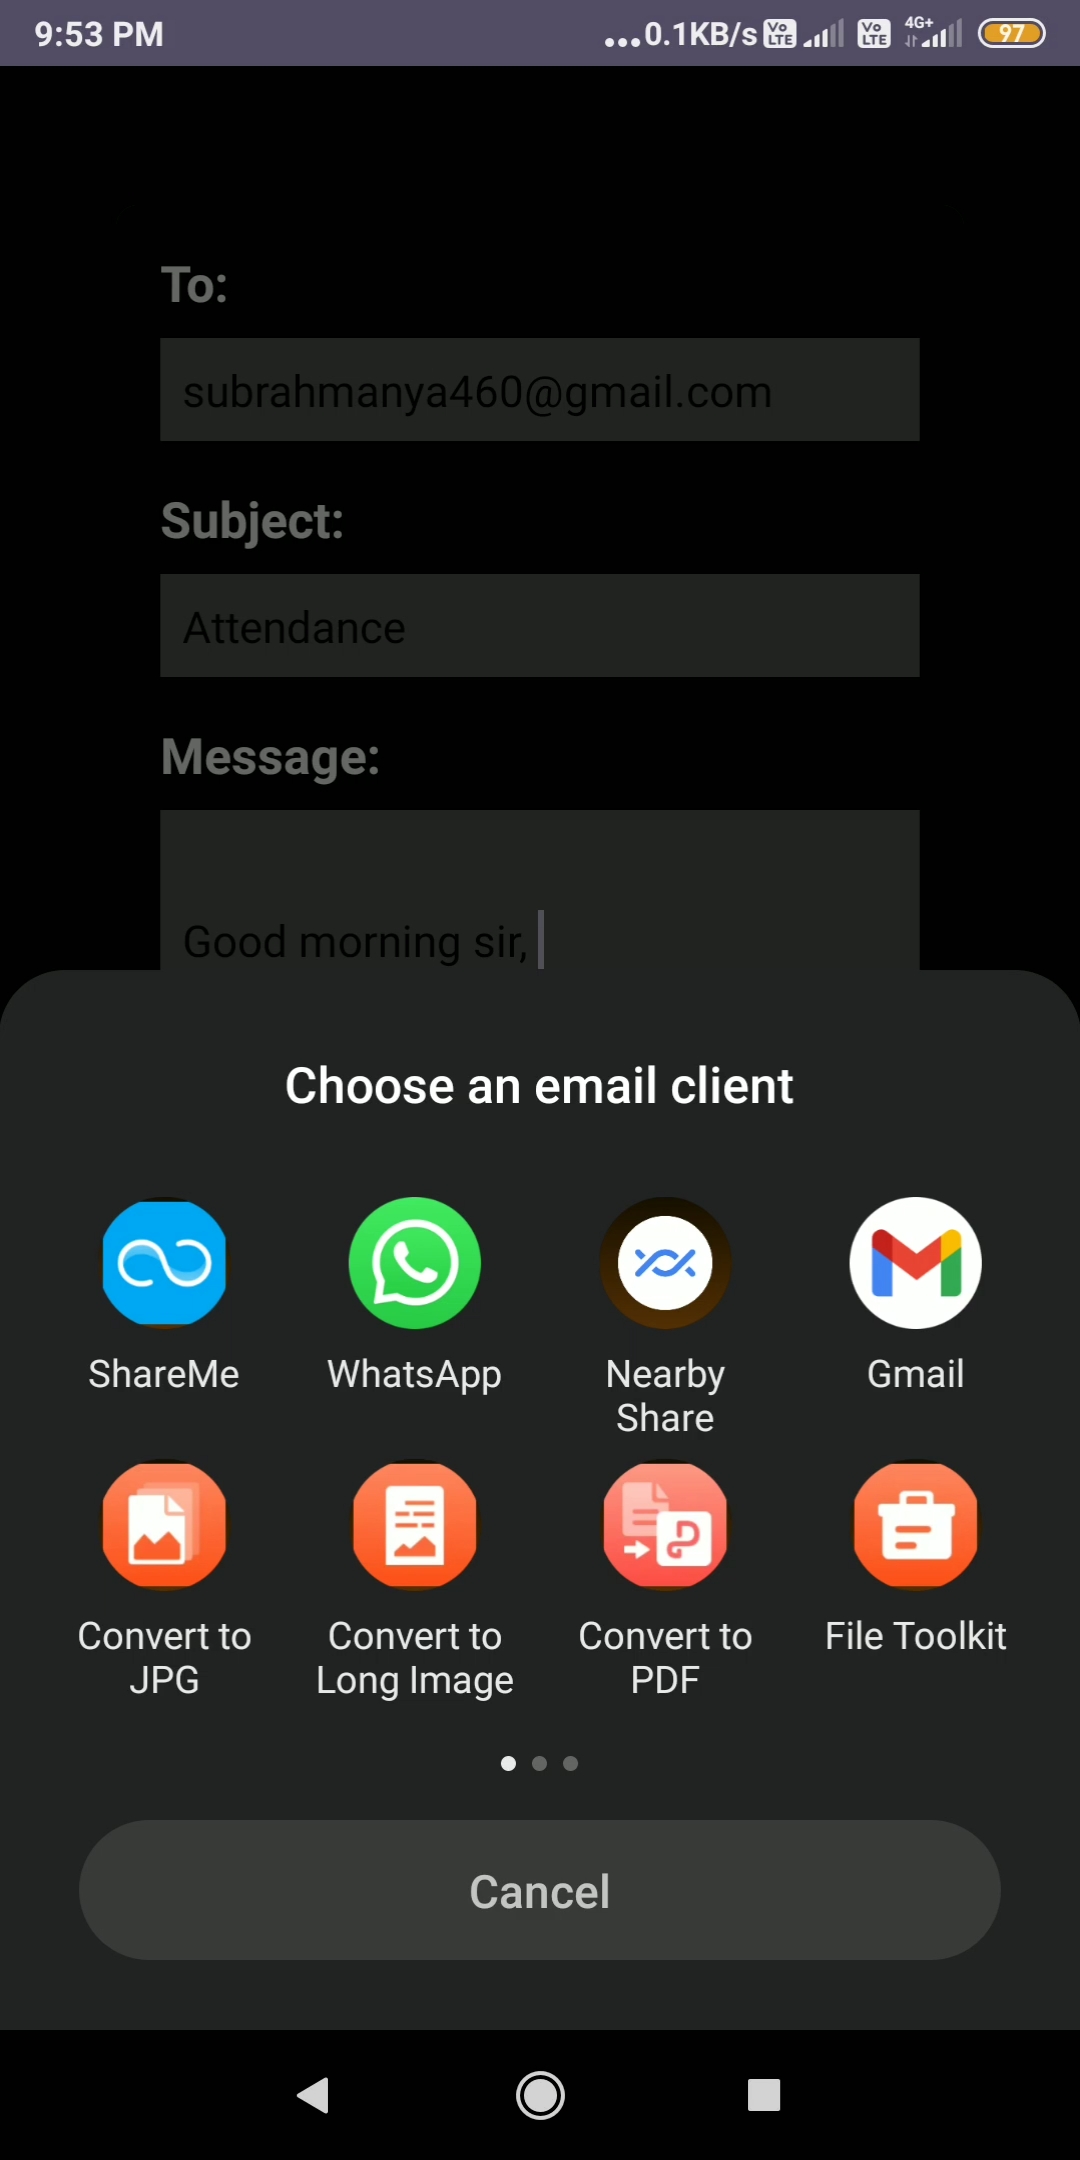 9:53 PM ...0.1KB/s Vo LTE Vo LTE 4G+ 97
To:
subrahmanya460@gmail.com
Subject:
Attendance
Message:
Good morning sir,
Choose an email client
ShareMe WhatsApp Nearby Share Gmail
Convert to JPG Convert to Long Image Convert to PDF File Toolkit
Cancel